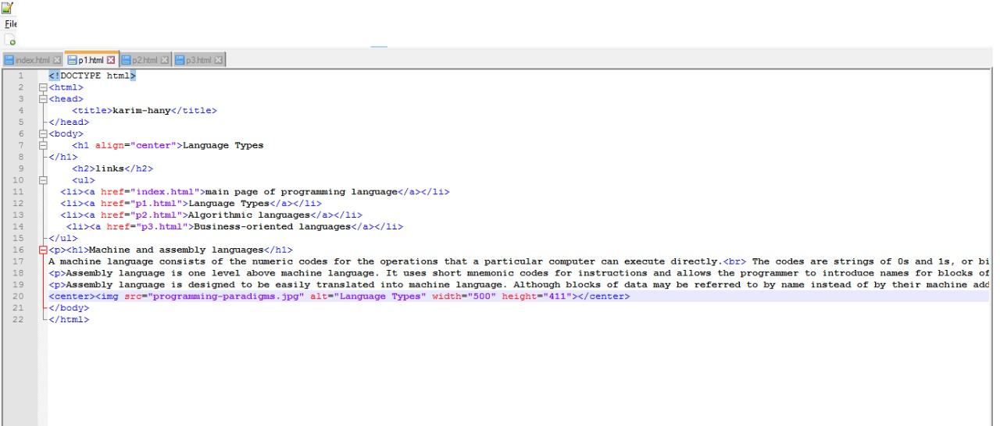 File
index.html p1.html p2.html p3.html
1 <!DOCTYPE html>
2 <html>
3 <head>
4 <title>karim-hany</title>
5 </head>
6 <body>
7 <h1 align="center">Language Types
8 </h1>
9 <h2>links</h2>
10 <ul>
11 <li><a href="index.html">main page of programming language</a></li>
12 <li><a href="p1.html">Language Types</a></li>
13 <li><a href="p2.html">Algorithmic languages</a></li>
14 <li><a href="p3.html">Business-oriented languages</a></li>
15 </ul>
16 <p><h1>Machine and assembly languages</h1>
17 A machine language consists of the numeric codes for the operations that a particular computer can execute directly.<br> The codes are strings of 0s and 1s, or bi
18 <p>Assembly language is one level above machine language. It uses short mnemonic codes for instructions and allows the programmer to introduce names for blocks of
19 <p>Assembly language is designed to be easily translated into machine language. Although blocks of data may be referred to by name instead of by their machine add
20 <center><img src="programming-paradigms.jpg" alt="Language Types" width="500" height="411"></center>
21 </body>
22 </html>